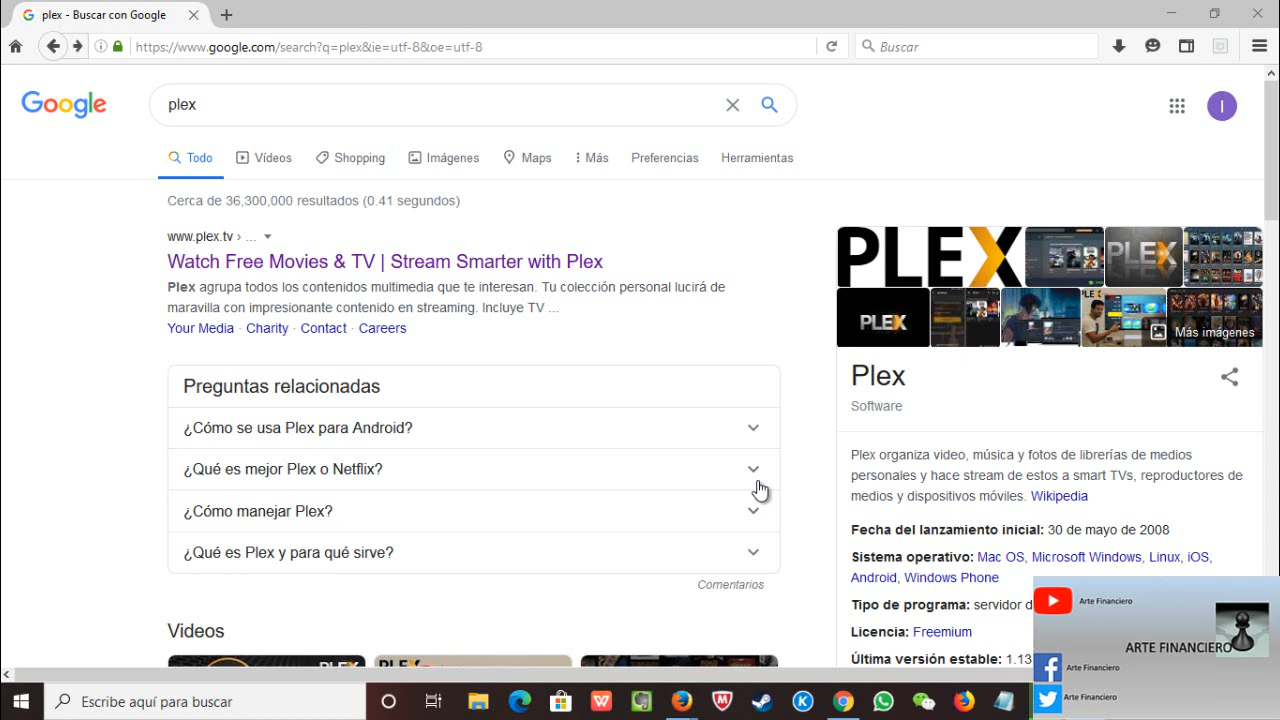 plex - Buscar con Google
https://www.google.com/search?q=plex&ie=utf-8&oe=utf-8
Buscar
Google
plex
I
Todo
Vídeos
Shopping
Imágenes
Maps
Más
Preferencias
Herramientas
Cerca de 36,300,000 resultados (0.41 segundos)
www.plex.tv › ...
Watch Free Movies & TV | Stream Smarter with Plex
Plex agrupa todos los contenidos multimedia que te interesan. Tu colección personal lucirá de
maravilla con impresionante contenido en streaming. Incluye TV ...
Your Media · Charity · Contact · Careers
Preguntas relacionadas
¿Cómo se usa Plex para Android?
¿Qué es mejor Plex o Netflix?
¿Cómo manejar Plex?
¿Qué es Plex y para qué sirve?
Comentarios
Videos
PLEX
PLEX
PLEX
PLEX
PLEX
Más imágenes
Plex
Software
Plex organiza video, música y fotos de librerías de medios
personales y hace stream de estos a smart TVs, reproductores de
medios y dispositivos móviles. Wikipedia
Fecha del lanzamiento inicial: 30 de mayo de 2008
Sistema operativo: Mac OS, Microsoft Windows, Linux, iOS,
Android, Windows Phone
Tipo de programa: servidor d
Licencia: Freemium
Última versión estable: 1.13
Arte Financiero
ARTE FINANCIERO
Arte Financiero
Arte Financiero
Escribe aquí para buscar